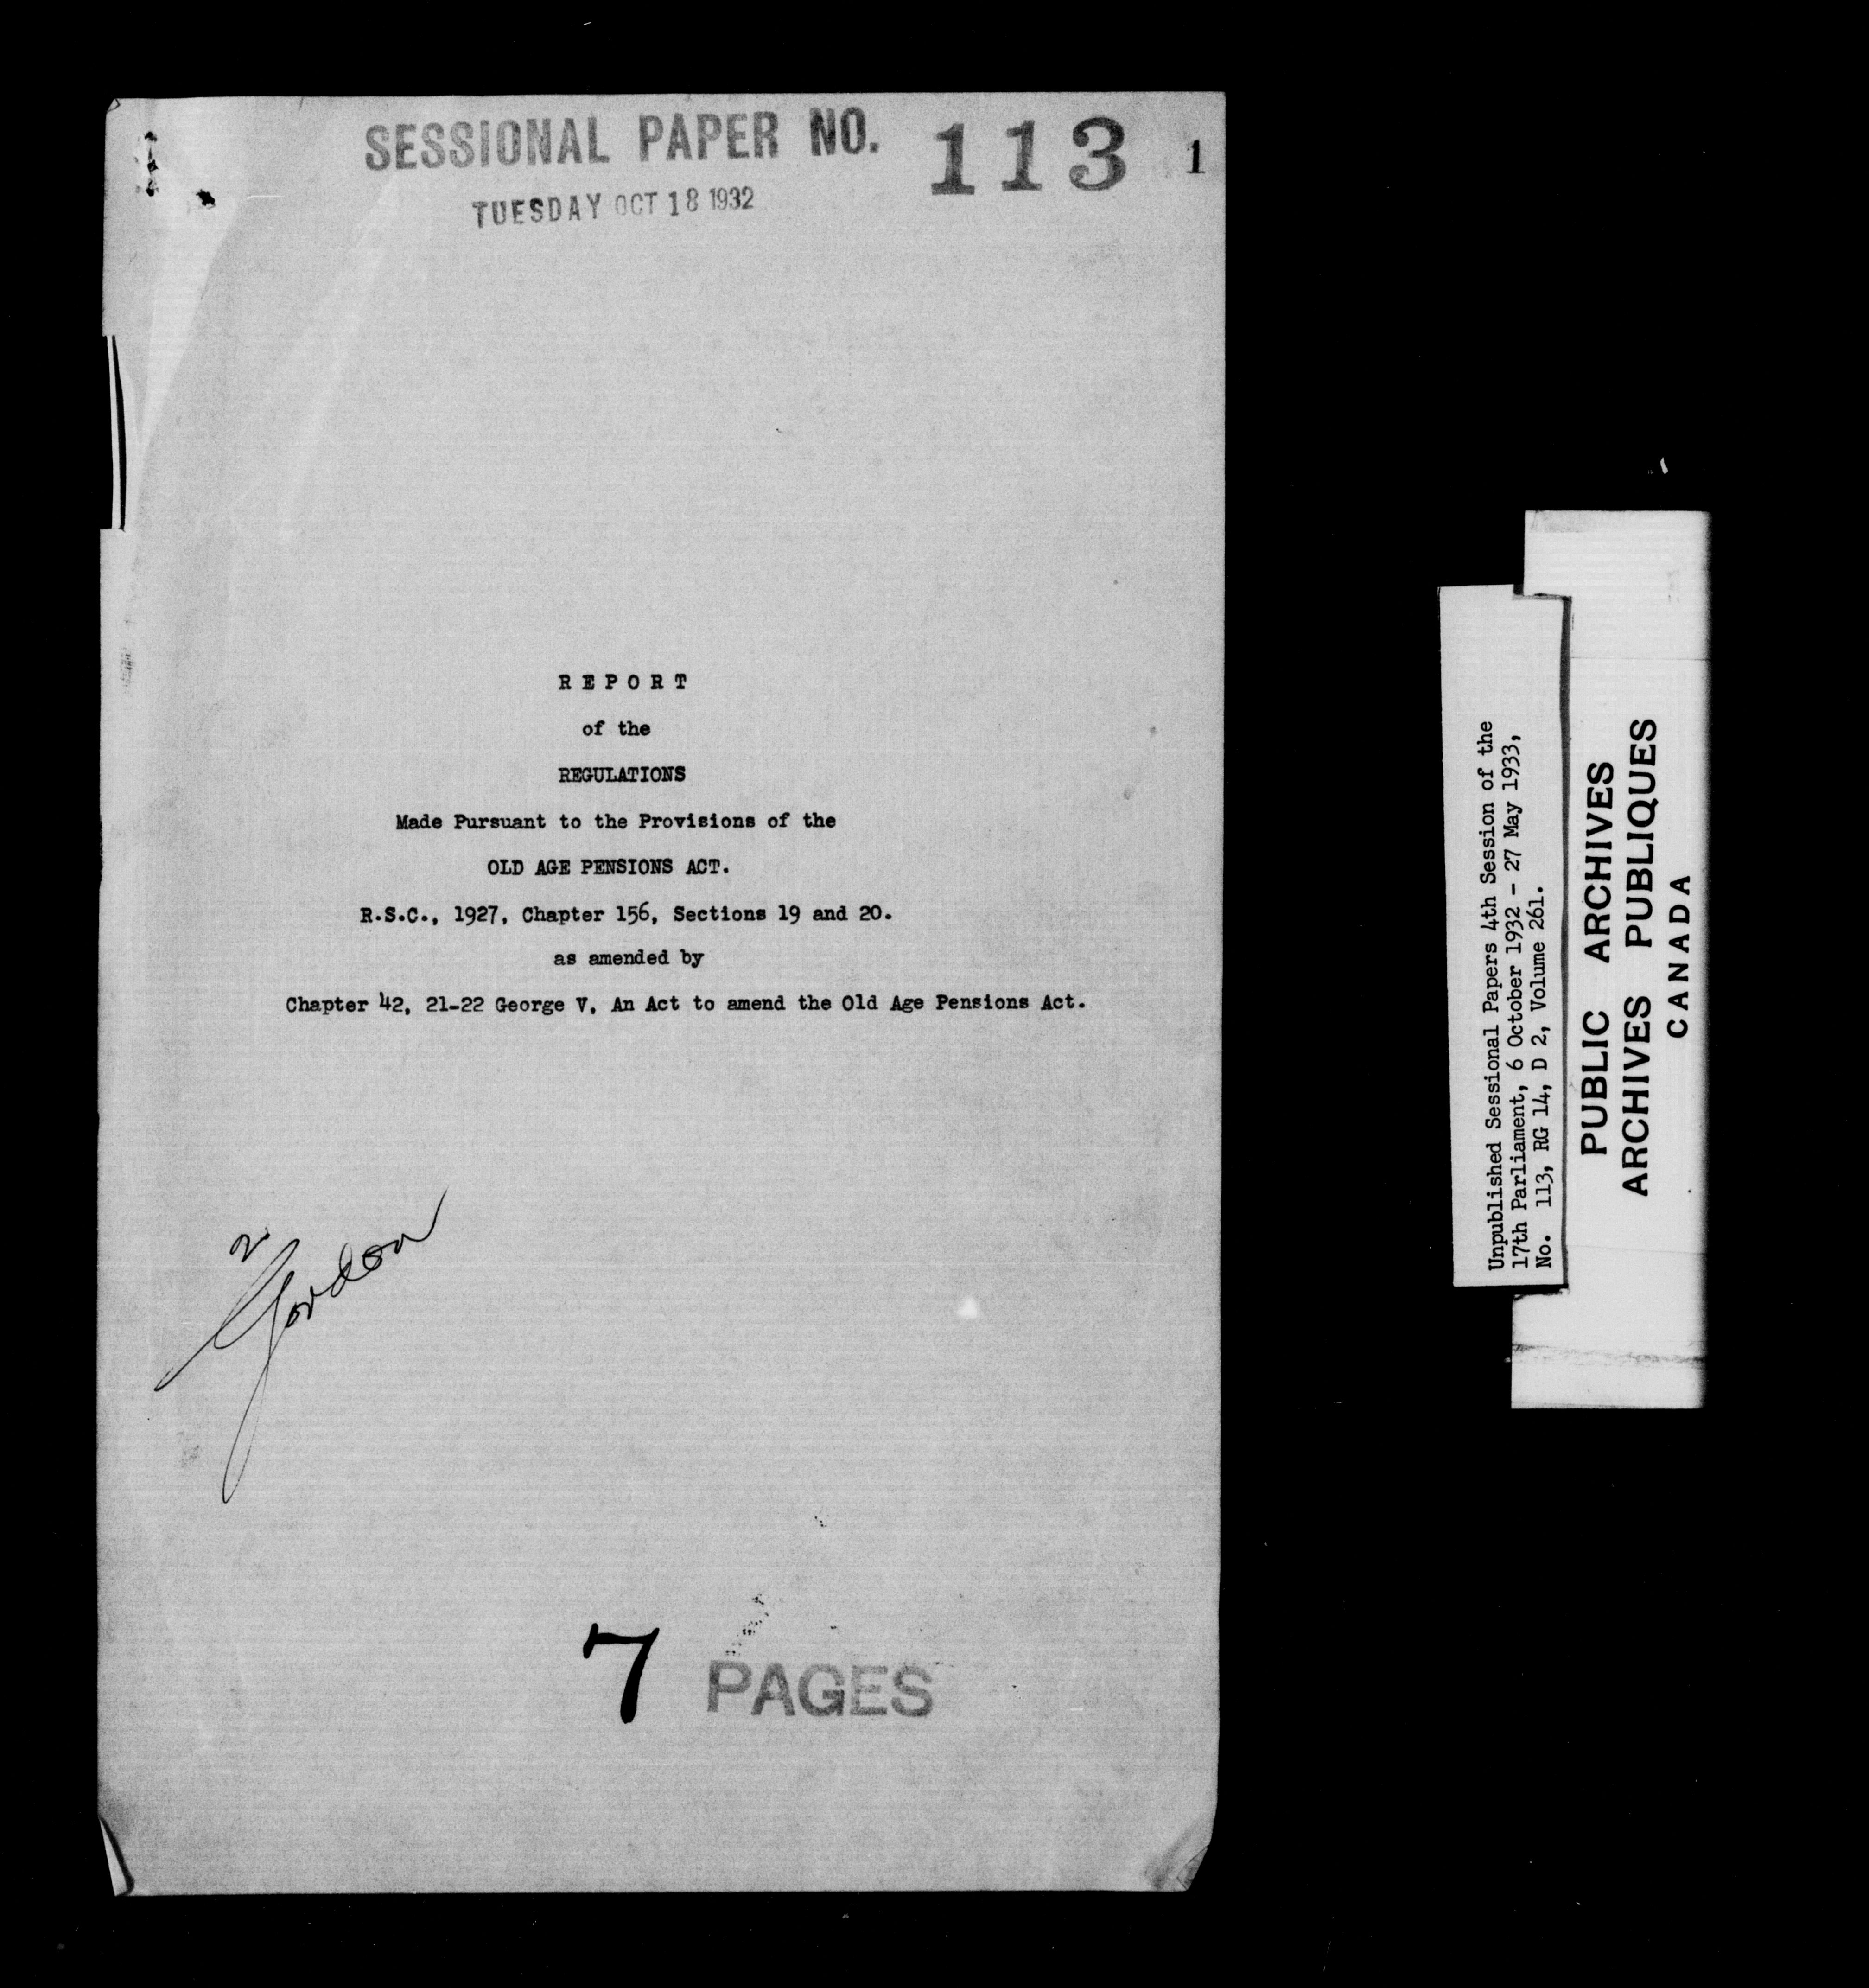 SESSIONAL PAPER NO. 113 1
TUESDAY OCT 18 1932
REPORT
of the
REGULATIONS
Made Pursuant to the Provisions of the
OLD AGE PENSIONS ACT.
R.S.C., 1927, Chapter 156, Sections 19 and 20.
as amended by
Chapter 42, 21-22 George V, An Act to amend the Old Age Pensions Act.
2
Gordon
7 PAGES
Unpublished Sessional Papers 4th Session of the
17th Parliament, 6 October 1932 - 27 May 1933,
No. 113, RG 14, D 2, Volume 261.
PUBLIC ARCHIVES
ARCHIVES PUBLIQUES
CANADA